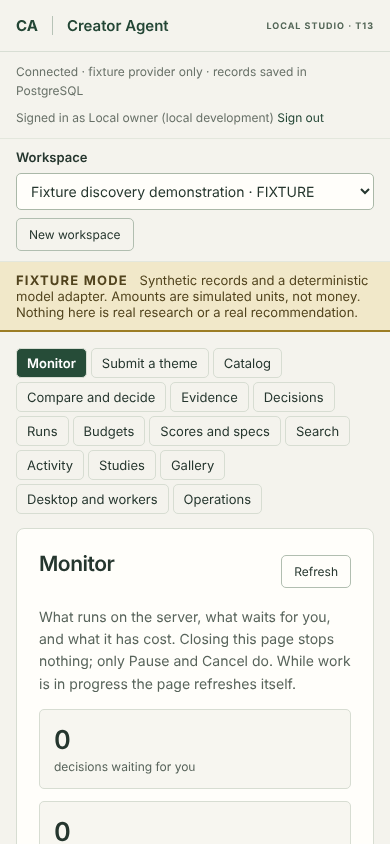 CA Creator Agent LOCAL STUDIO · T13
Connected · fixture provider only · records saved in
PostgreSQL
Signed in as Local owner (local development) Sign out
Workspace
Fixture discovery demonstration · FIXTURE
New workspace
FIXTURE MODE Synthetic records and a deterministic
model adapter. Amounts are simulated units, not money.
Nothing here is real research or a real recommendation.
Monitor Submit a theme Catalog
Compare and decide Evidence Decisions
Runs Budgets Scores and specs Search
Activity Studies Gallery
Desktop and workers Operations
Monitor
Refresh
What runs on the server, what waits for you,
and what it has cost. Closing this page stops
nothing; only Pause and Cancel do. While work
is in progress the page refreshes itself.
0
decisions waiting for you
0